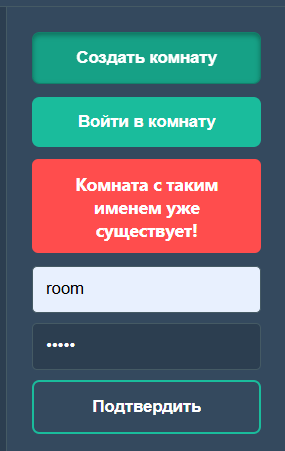 Создать комнату
Войти в комнату
Комната с таким
именем уже
существует!
room
•••••
Подтвердить